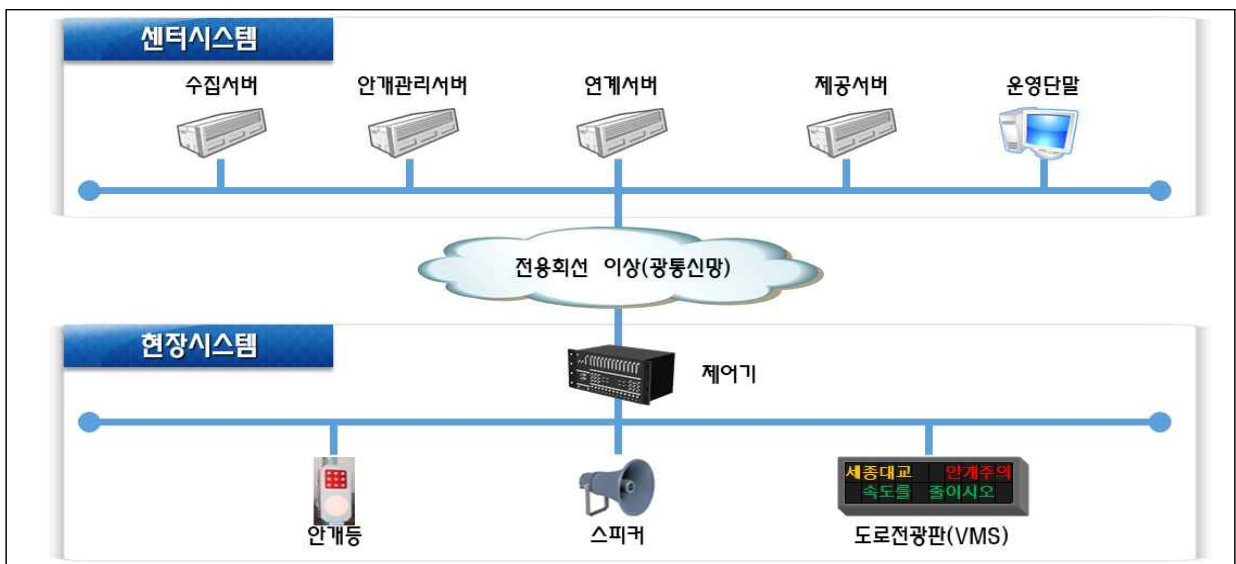 센터시스템
수집서버 안개관리서버 연계서버 제공서버 운영단말
전용회선 이상(광통신망)
현장시스템
제어기
세종대교 안개주의
속도를 줄이시오
안개등 스피커 도로전광판(VMS)